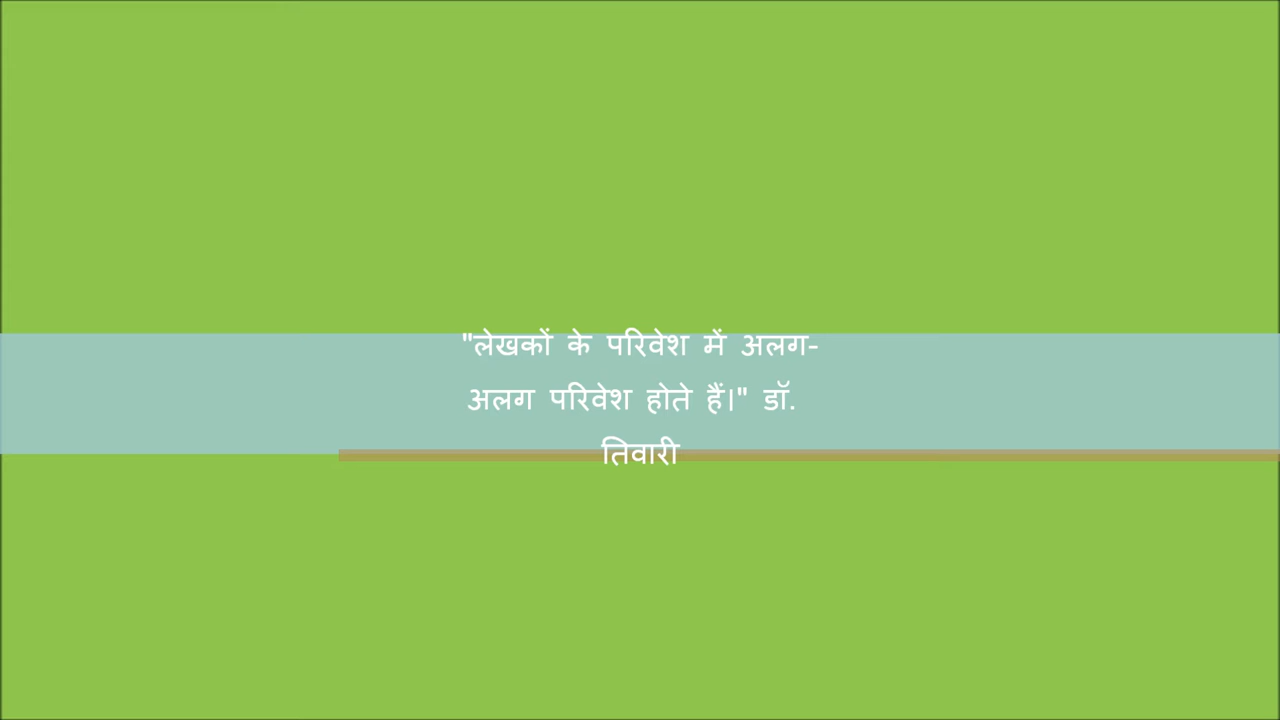 "लेखकों के परिवेश में अलग-
अलग परिवेश होते हैं।" डॉ.
तिवारी